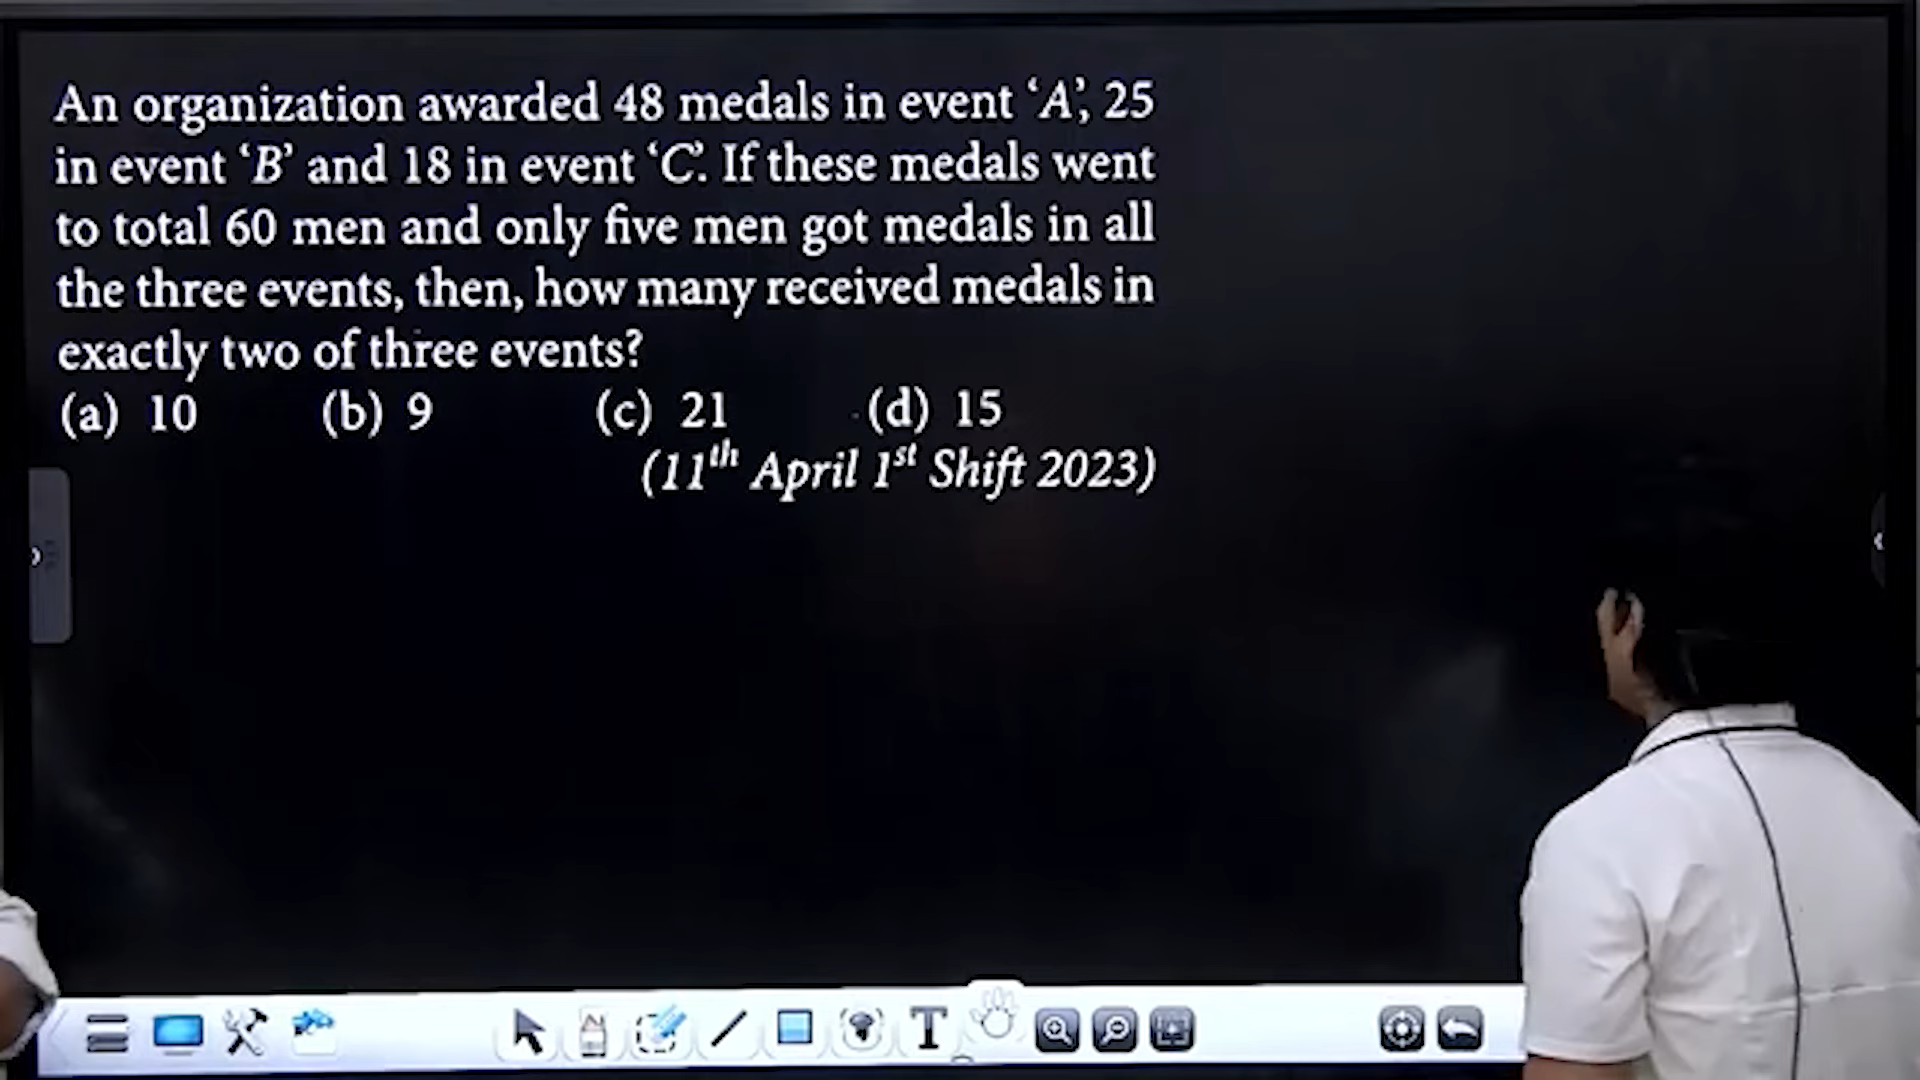 An organization awarded 48 medals in event ‘A’, 25
in event ‘B’ and 18 in event ‘C’. If these medals went
to total 60 men and only five men got medals in all
the three events, then, how many received medals in
exactly two of three events?
(a) 10 (b) 9 (c) 21 (d) 15
(11th April 1st Shift 2023)
T